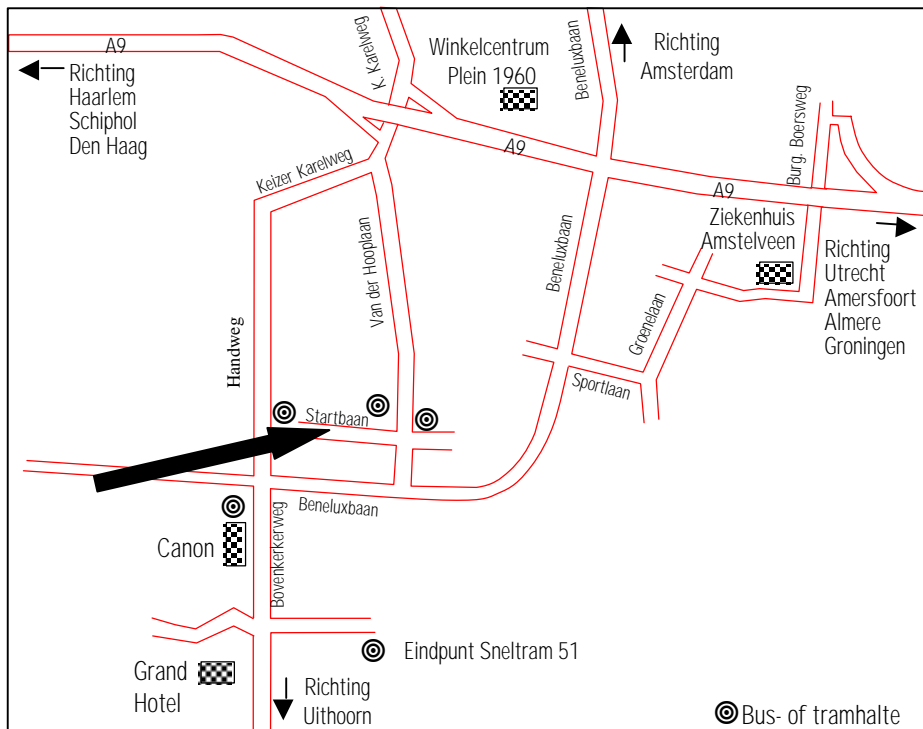 A9
Richting
Haarlem
Schiphol
Den Haag
K. Karelweg
Winkelcentrum
Plein 1960
Beneluxbaan
Richting
Amsterdam
Burg. Boersweg
A9
A9
Keizer Karelweg
Ziekenhuis
Amstelveen
Richting
Utrecht
Amersfoort
Almere
Groningen
Van der Hooplaan
Beneluxbaan
Groenelaan
Handweg
Sportlaan
Startbaan
Beneluxbaan
Canon
Bovenkerkerweg
Eindpunt Sneltram 51
Grand
Hotel
Richting
Uithoorn
Bus- of tramhalte